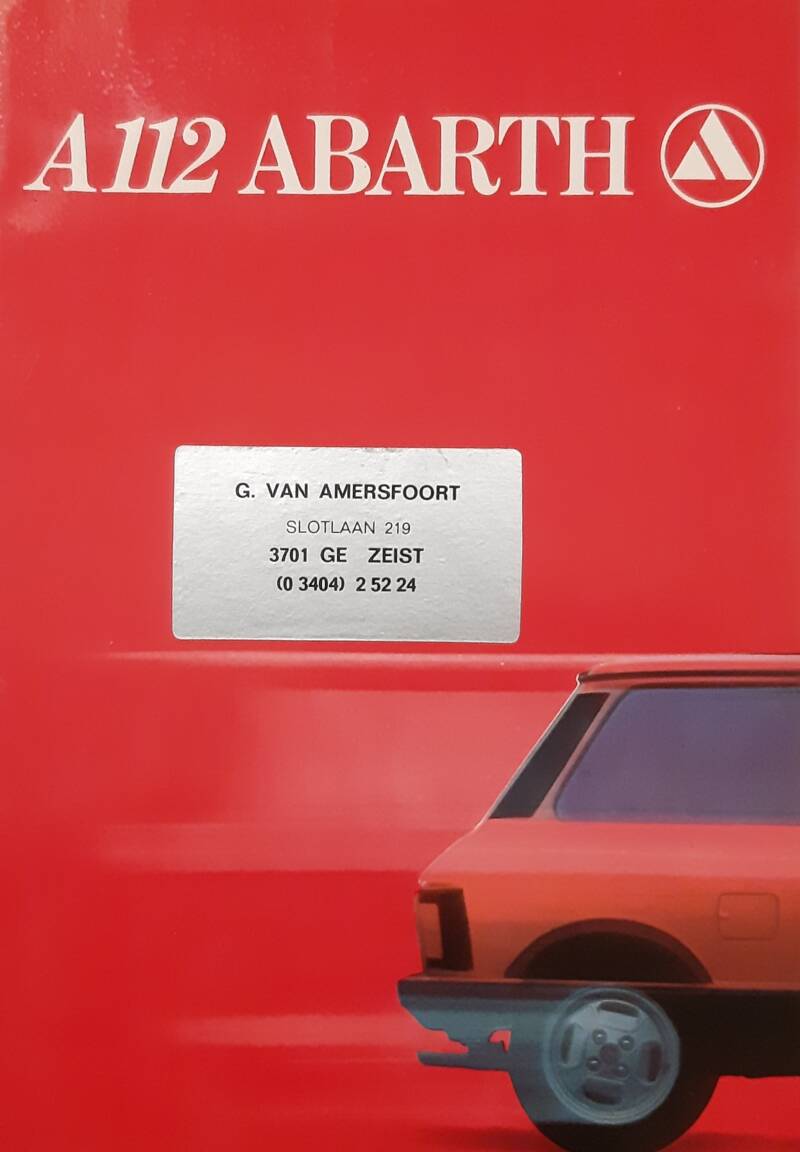 A112 ABARTH
G. VAN AMERSFOORT
SLOTLAAN 219
3701 GE ZEIST
(0 3404) 2 52 24